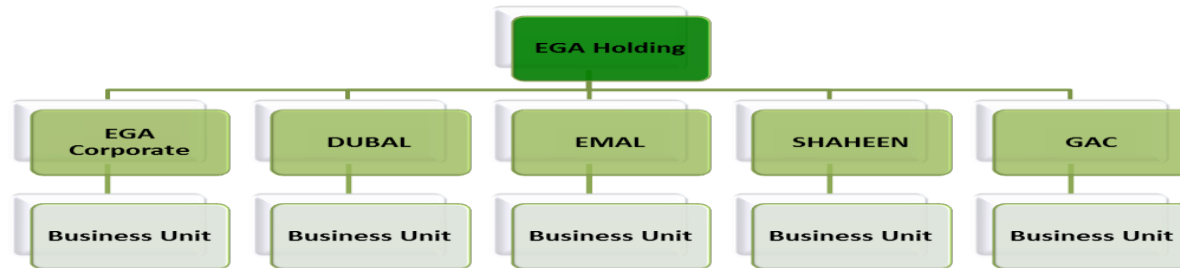 EGA Holding
EGA
Corporate
DUBAL
EMAL
SHAHEEN
GAC
Business Unit
Business Unit
Business Unit
Business Unit
Business Unit